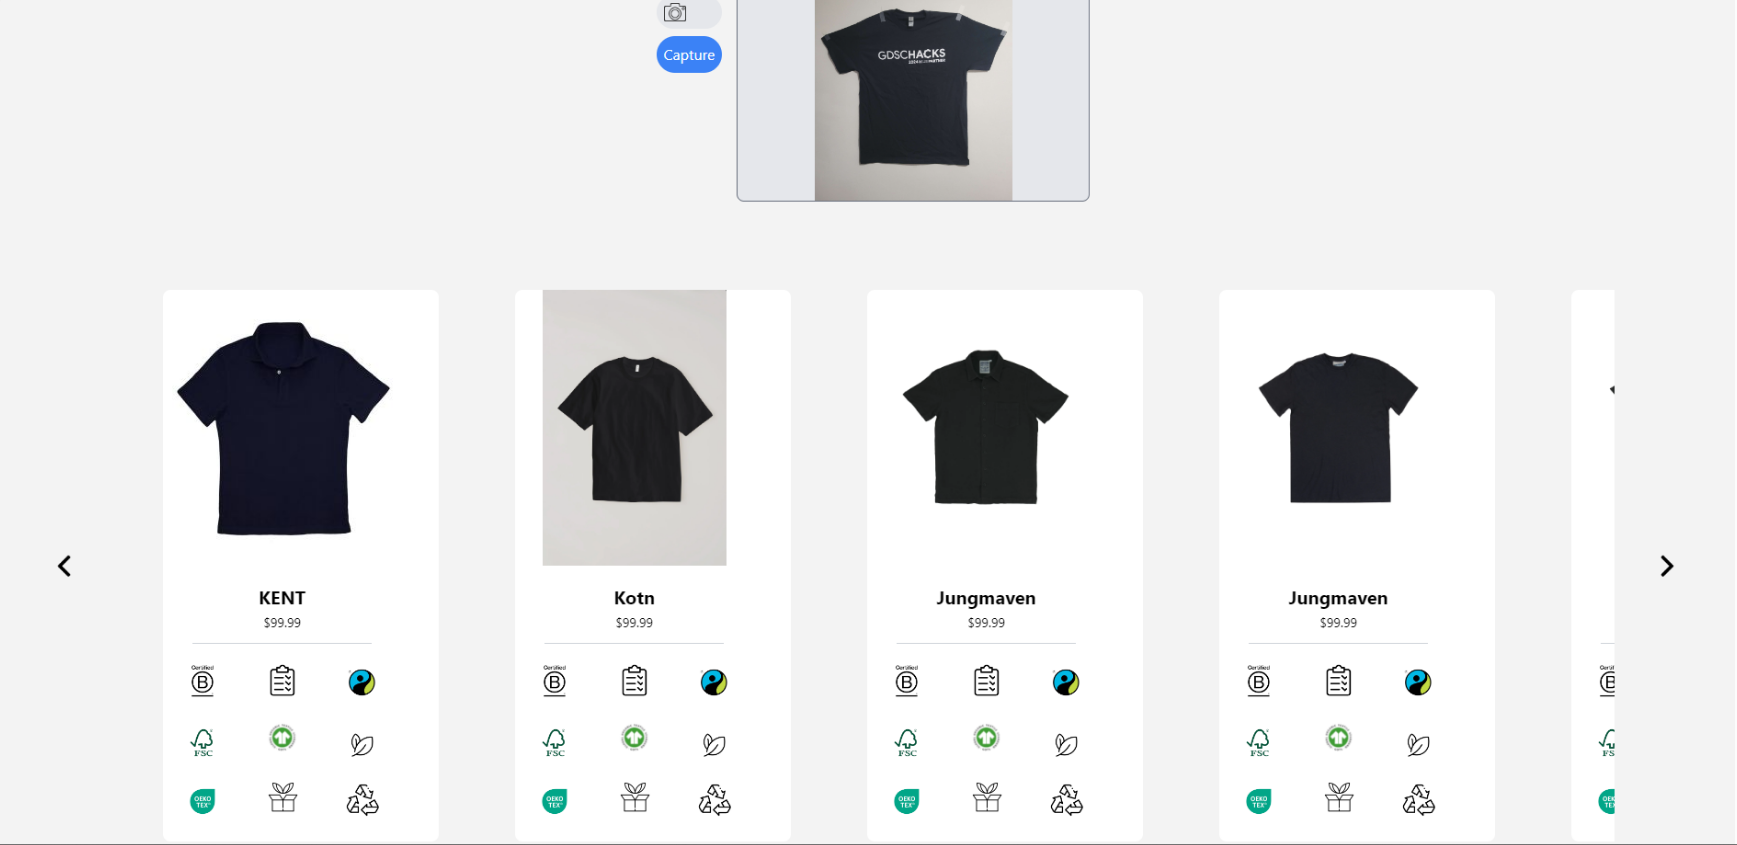 Capture
GDSCHACKS
KENT
$99.99
Certified
B
FSC
OEKO
TEX
Kotn
$99.99
Certified
B
FSC
OEKO
TEX
Jungmaven
$99.99
Certified
B
FSC
OEKO
TEX
Jungmaven
$99.99
Certified
B
FSC
OEKO
TEX